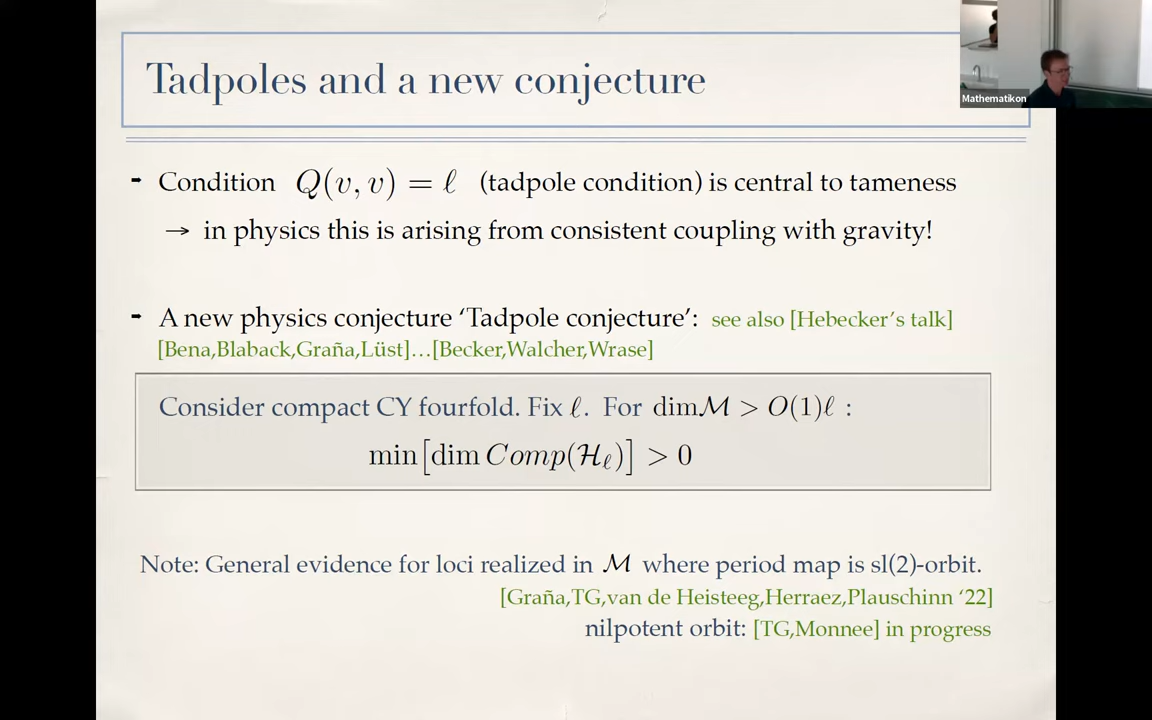 Tadpoles and a new conjecture
Mathematikon
Condition Q(v, v) = ℓ (tadpole condition) is central to tameness
→ in physics this is arising from consistent coupling with gravity!
A new physics conjecture ‘Tadpole conjecture’: see also [Hebecker’s talk]
[Bena,Blaback,Graña,Lüst]…[Becker,Walcher,Wrase]
Consider compact CY fourfold. Fix ℓ. For dimℳ > O(1)ℓ :
min[dim Comp(ℋ_ℓ)] > 0
Note: General evidence for loci realized in ℳ where period map is sl(2)-orbit.
[Graña,TG,van de Heisteeg,Herraez,Plauschinn ‘22]
nilpotent orbit: [TG,Monnee] in progress